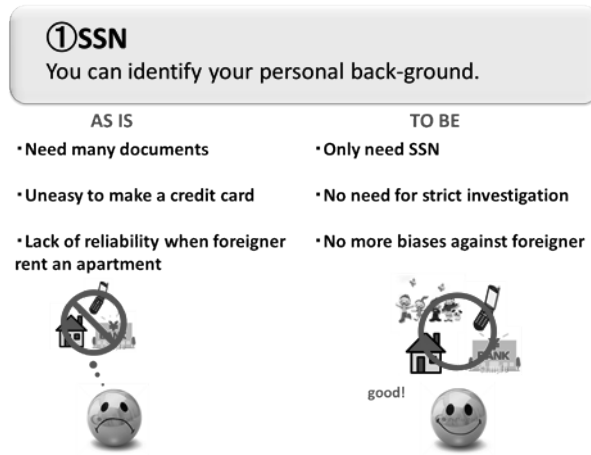 ①SSN
You can identify your personal back-ground.
AS IS
・Need many documents
・Uneasy to make a credit card
・Lack of reliability when foreigner
rent an apartment
TO BE
・Only need SSN
・No need for strict investigation
・No more biases against foreigner
BANK
good!